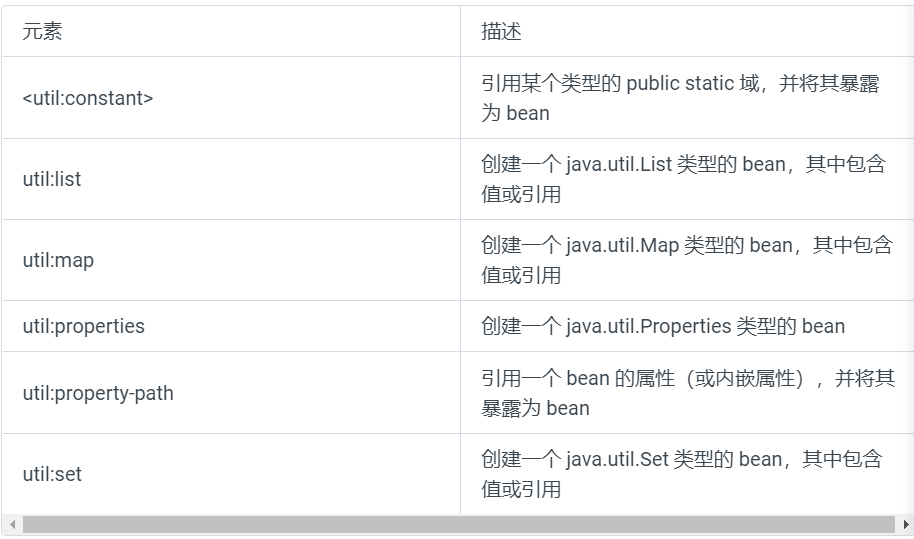 元素
描述
<util:constant>
引用某个类型的 public static 域，并将其暴露
为 bean
util:list
创建一个 java.util.List 类型的 bean，其中包含
值或引用
util:map
创建一个 java.util.Map 类型的 bean，其中包含
值或引用
util:properties
创建一个 java.util.Properties 类型的 bean
util:property-path
引用一个 bean 的属性（或内嵌属性），并将其
暴露为 bean
util:set
创建一个 java.util.Set 类型的 bean，其中包含
值或引用